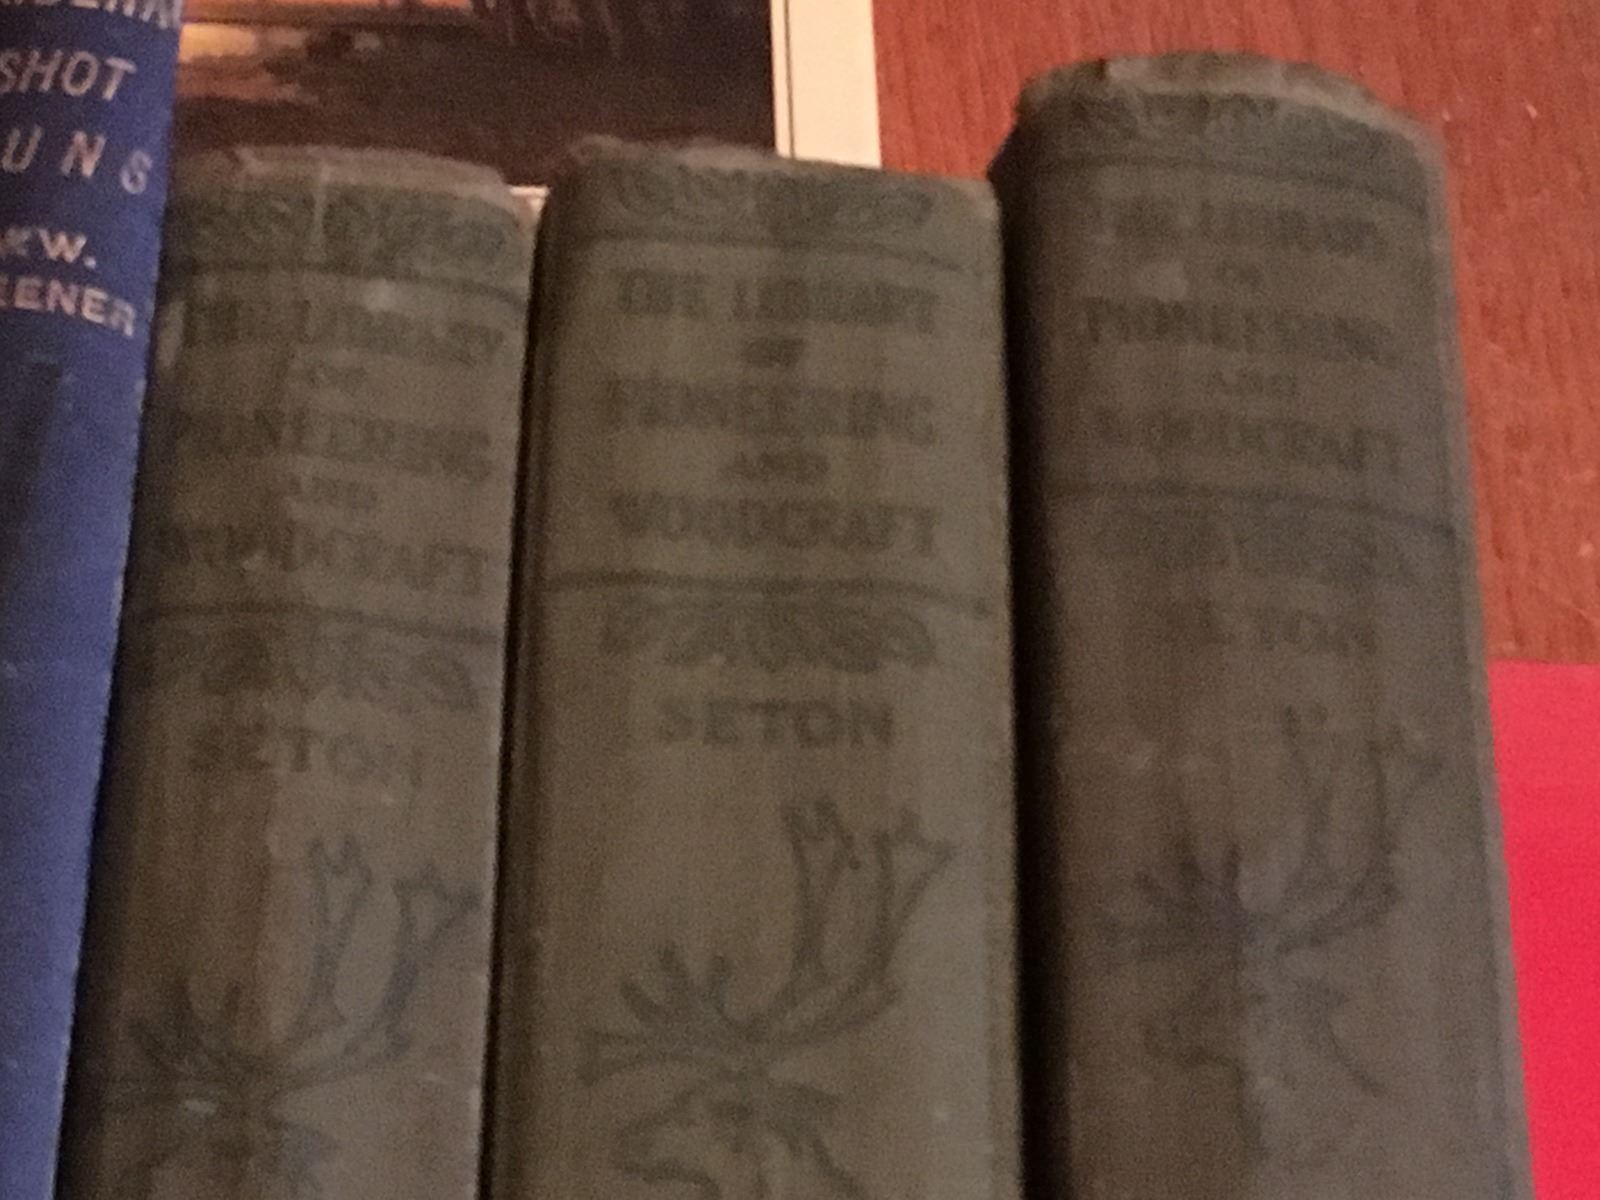 SHOT
UNS
W.
EENER
THE LIBRARY
OF
PIONEERING
AND
WOODCRAFT
SETON
THE LIBRARY
OF
PIONEERING
AND
WOODCRAFT
SETON
THE LIBRARY
OF
PIONEERING
AND
WOODCRAFT
SETON